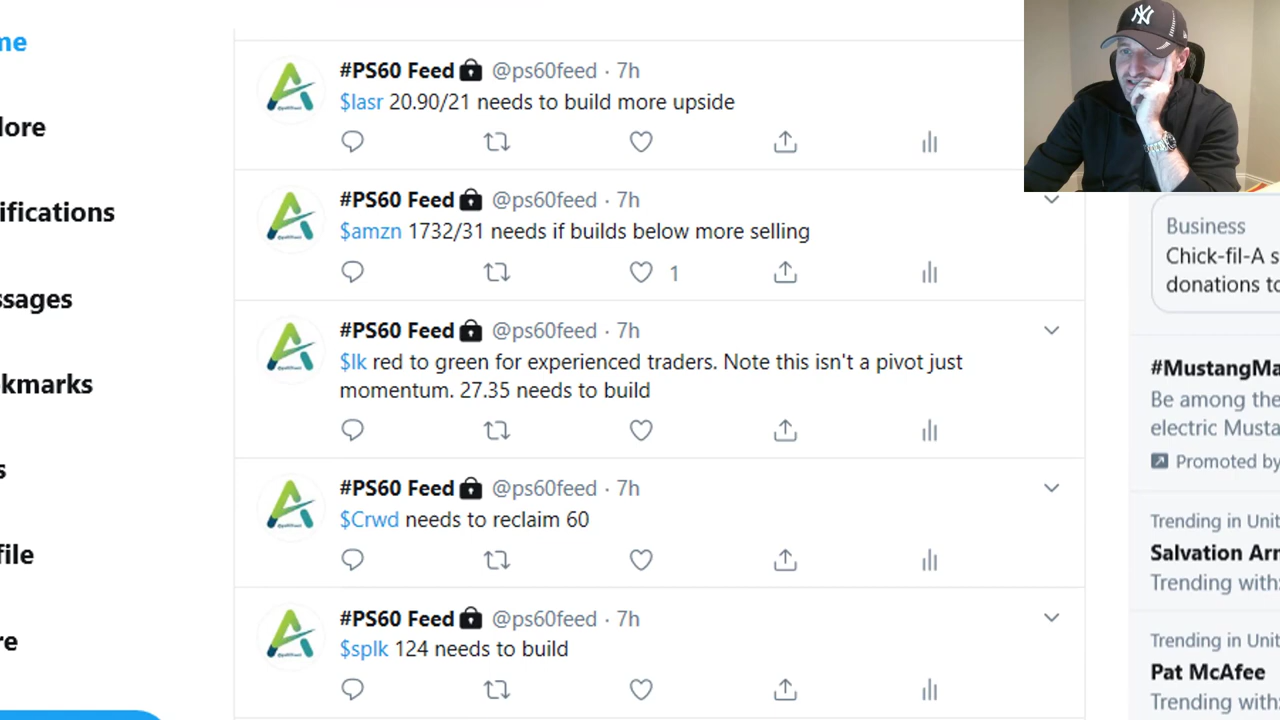 me
lore
ifications
ssages
okmarks
s
file
re
#PS60 Feed @ps60feed · 7h
$lasr 20.90/21 needs to build more upside
#PS60 Feed @ps60feed · 7h
$amzn 1732/31 needs if builds below more selling
1
#PS60 Feed @ps60feed · 7h
$lk red to green for experienced traders. Note this isn't a pivot just
momentum. 27.35 needs to build
#PS60 Feed @ps60feed · 7h
$Crwd needs to reclaim 60
#PS60 Feed @ps60feed · 7h
$splk 124 needs to build
Business
Chick-fil-A s
donations to
#MustangMa
Be among the
electric Musta
Promoted by
Trending in Unit
Salvation Arm
Trending with:
Trending in Unit
Pat McAfee
Trending with: